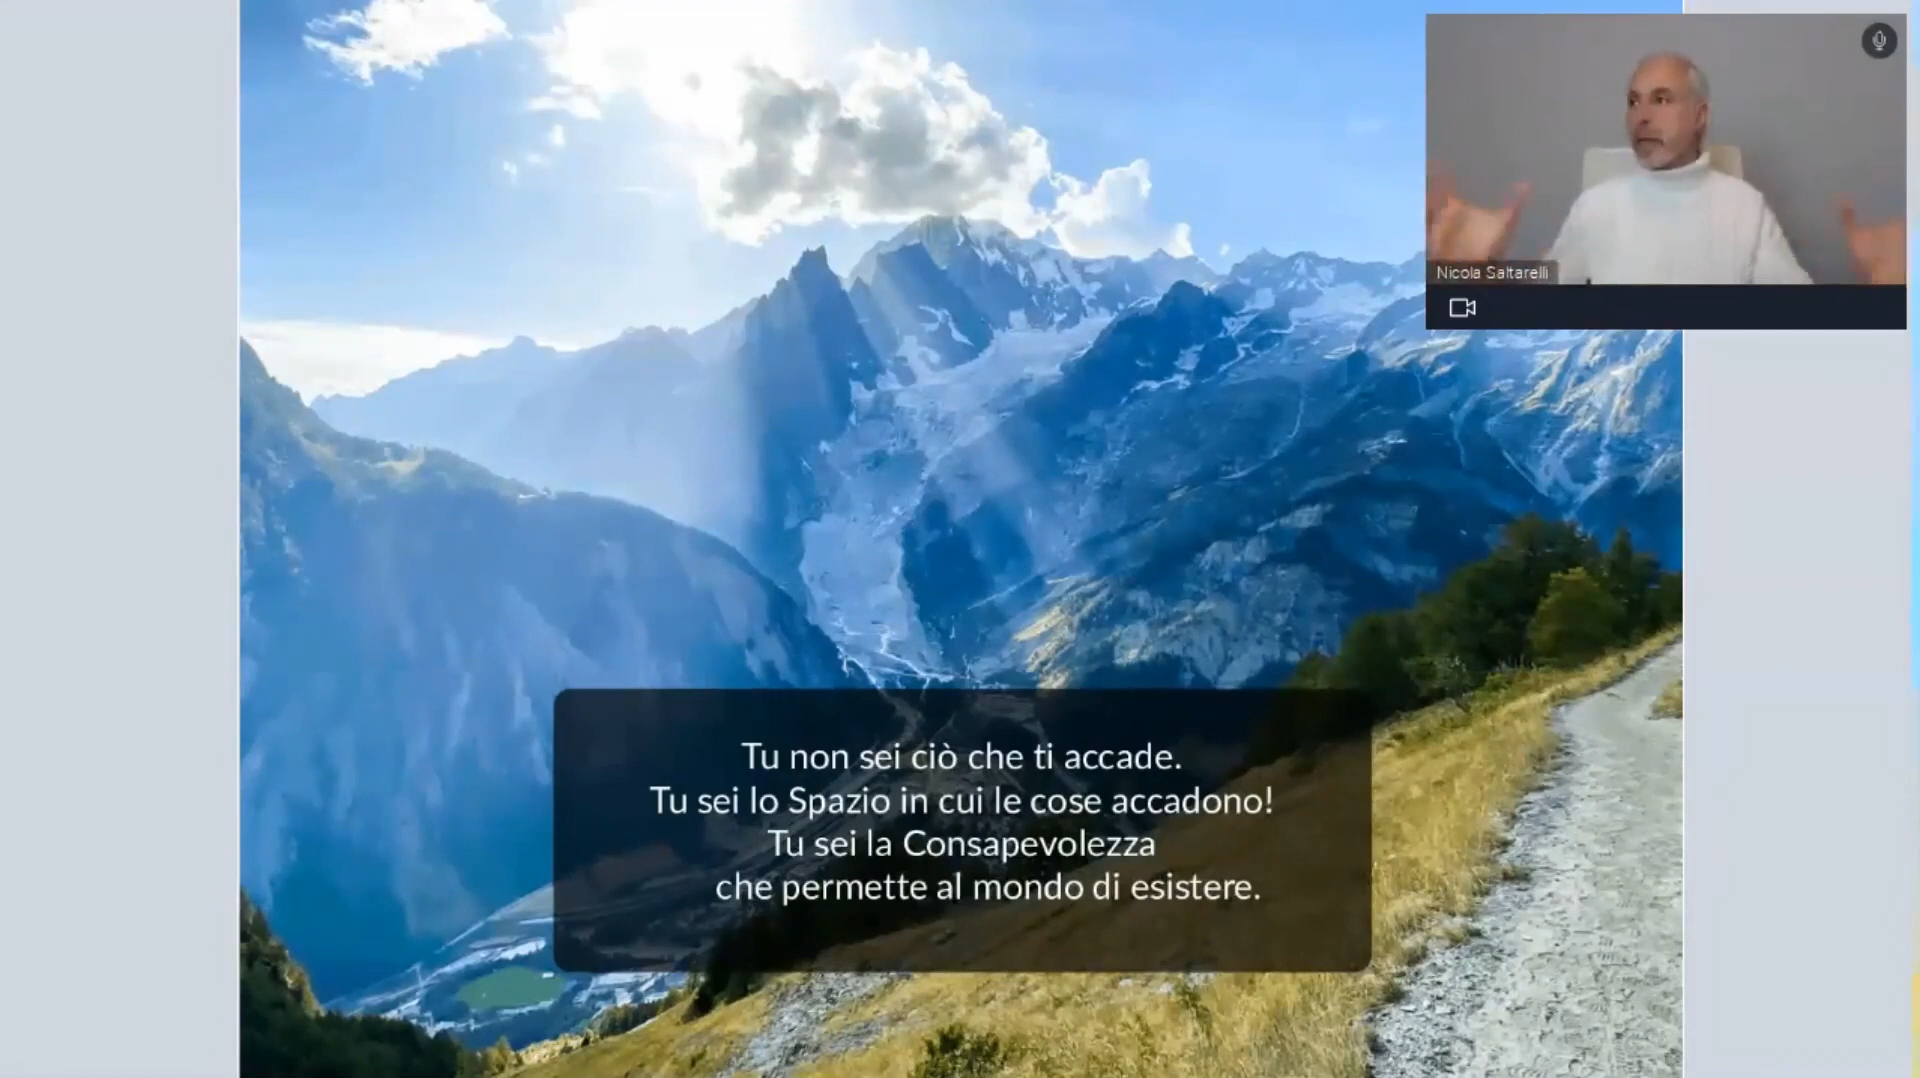 Nicola Saltarelli
Tu non sei ciò che ti accade.
Tu sei lo Spazio in cui le cose accadono!
Tu sei la Consapevolezza
che permette al mondo di esistere.